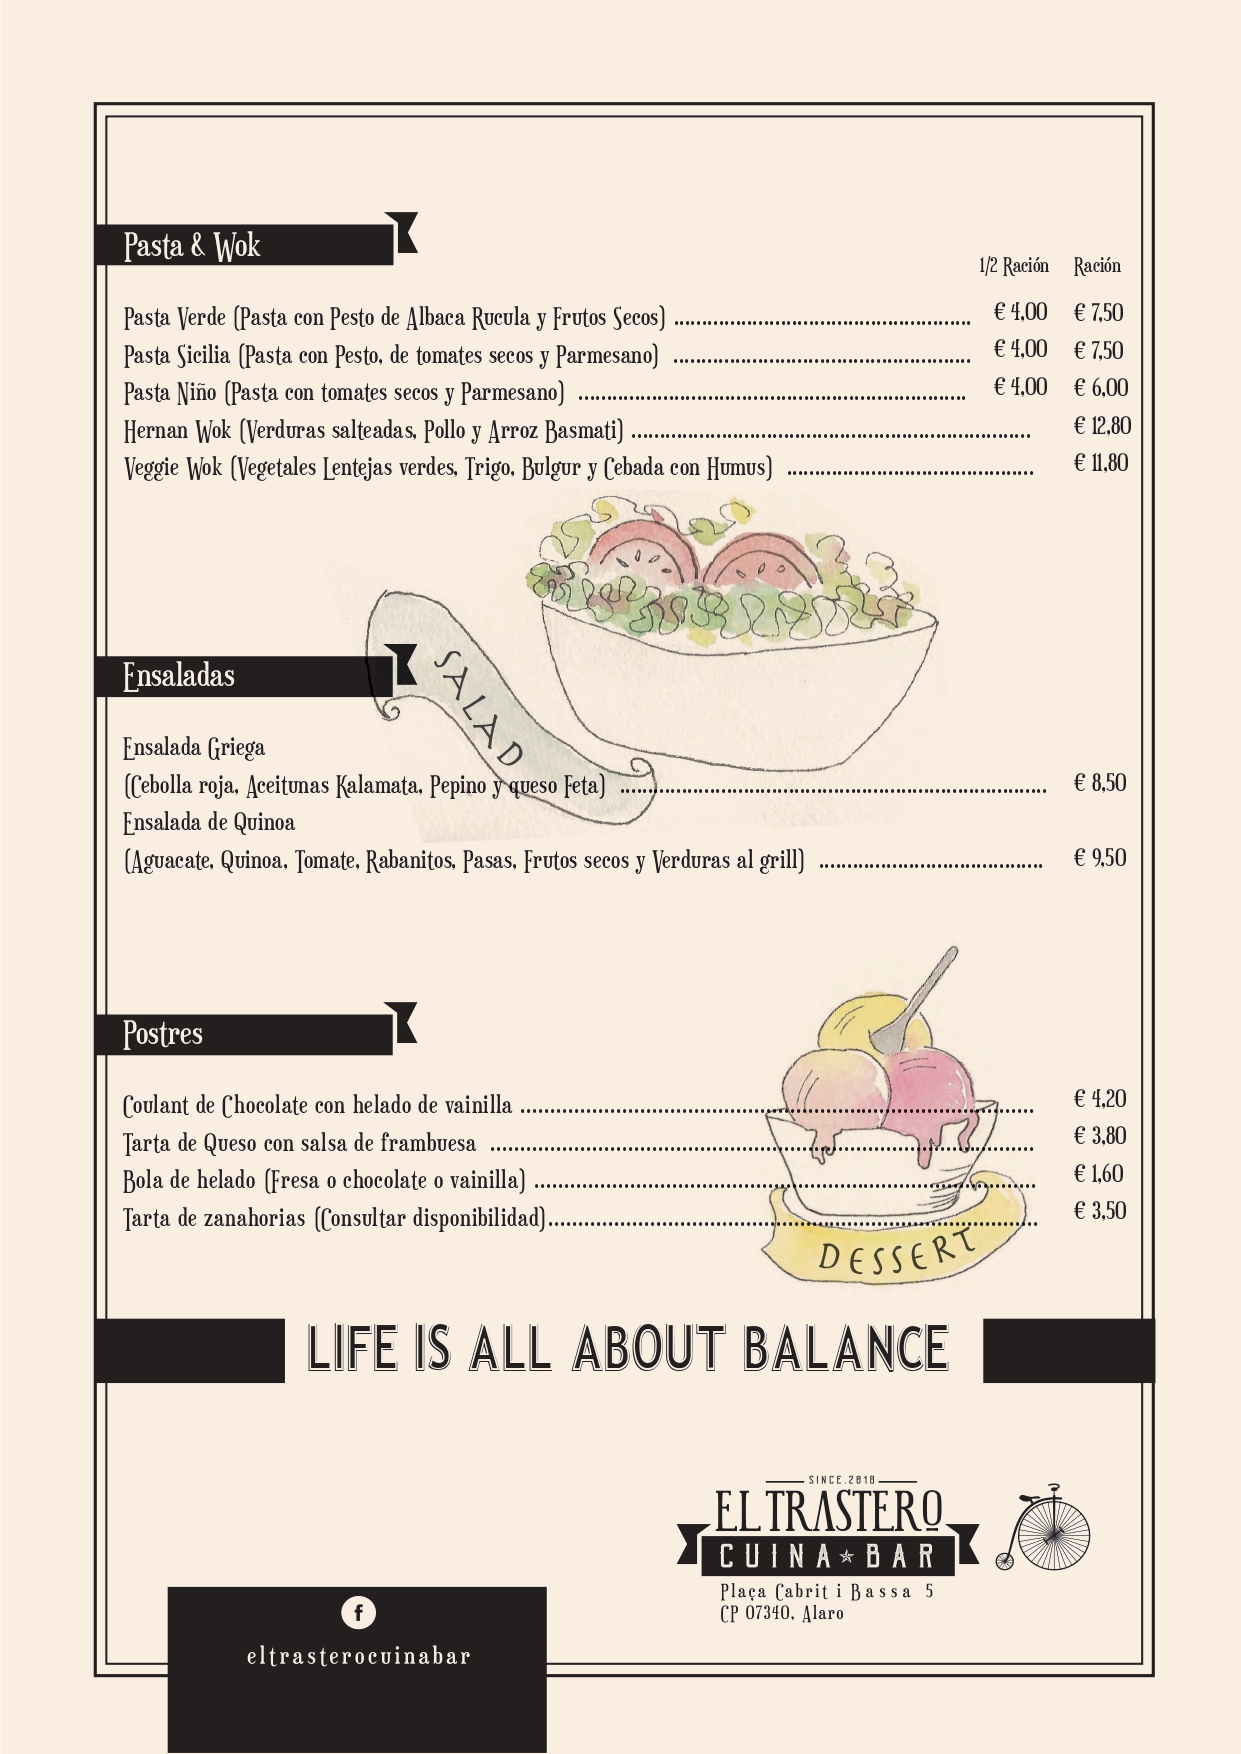 Pasta & Wok
1/2 Ración Ración
Pasta Verde (Pasta con Pesto de Albaca Rucula y Frutos Secos) € 4,00 € 7,50
Pasta Sicilia (Pasta con Pesto, de tomates secos y Parmesano) € 4,00 € 7,50
Pasta Niño (Pasta con tomates secos y Parmesano) € 4,00 € 6,00
Hernan Wok (Verduras salteadas, Pollo y Arroz Basmati) € 12,80
Veggie Wok (Vegetales Lentejas verdes, Trigo, Bulgur y Cebada con Humus) € 11,80
SALAD
Ensaladas
Ensalada Griega
(Cebolla roja, Aceitunas Kalamata, Pepino y queso Feta) € 8,50
Ensalada de Quinoa
(Aguacate, Quinoa, Tomate, Rabanitos, Pasas, Frutos secos y Verduras al grill) € 9,50
Postres
Coulant de Chocolate con helado de vainilla € 4,20
Tarta de Queso con salsa de frambuesa € 3,80
Bola de helado (Fresa o chocolate o vainilla) € 1,60
Tarta de zanahorias (Consultar disponibilidad) € 3,50
DESSERT
LIFE IS ALL ABOUT BALANCE
SINCE.2018
EL TRASTERO
CUINA BAR
Plaça Cabrit i Bassa 5
CP 07340, Alaro
f
eltrasterocuinabar